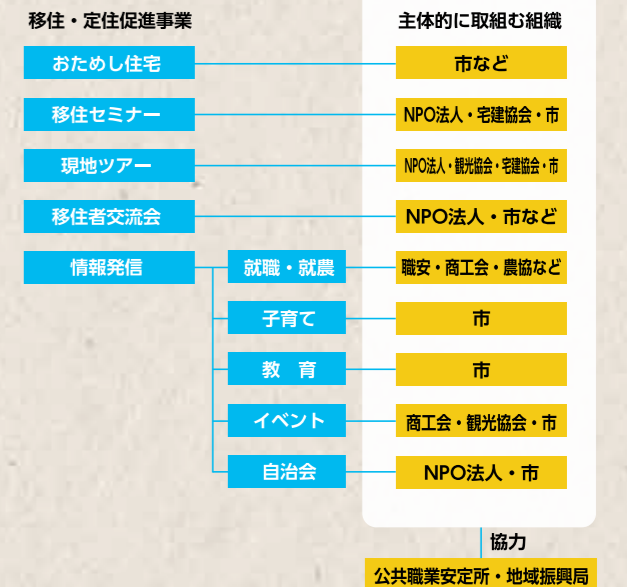 移住・定住促進事業
主体的に取組む組織
おためし住宅
市など
移住セミナー
NPO法人・宅建協会・市
現地ツアー
NPO法人・観光協会・宅建協会・市
移住者交流会
NPO法人・市など
情報発信
就職・就農
職安・商工会・農協など
子育て
市
教　育
市
イベント
商工会・観光協会・市
自治会
NPO法人・市
協力
公共職業安定所・地域振興局